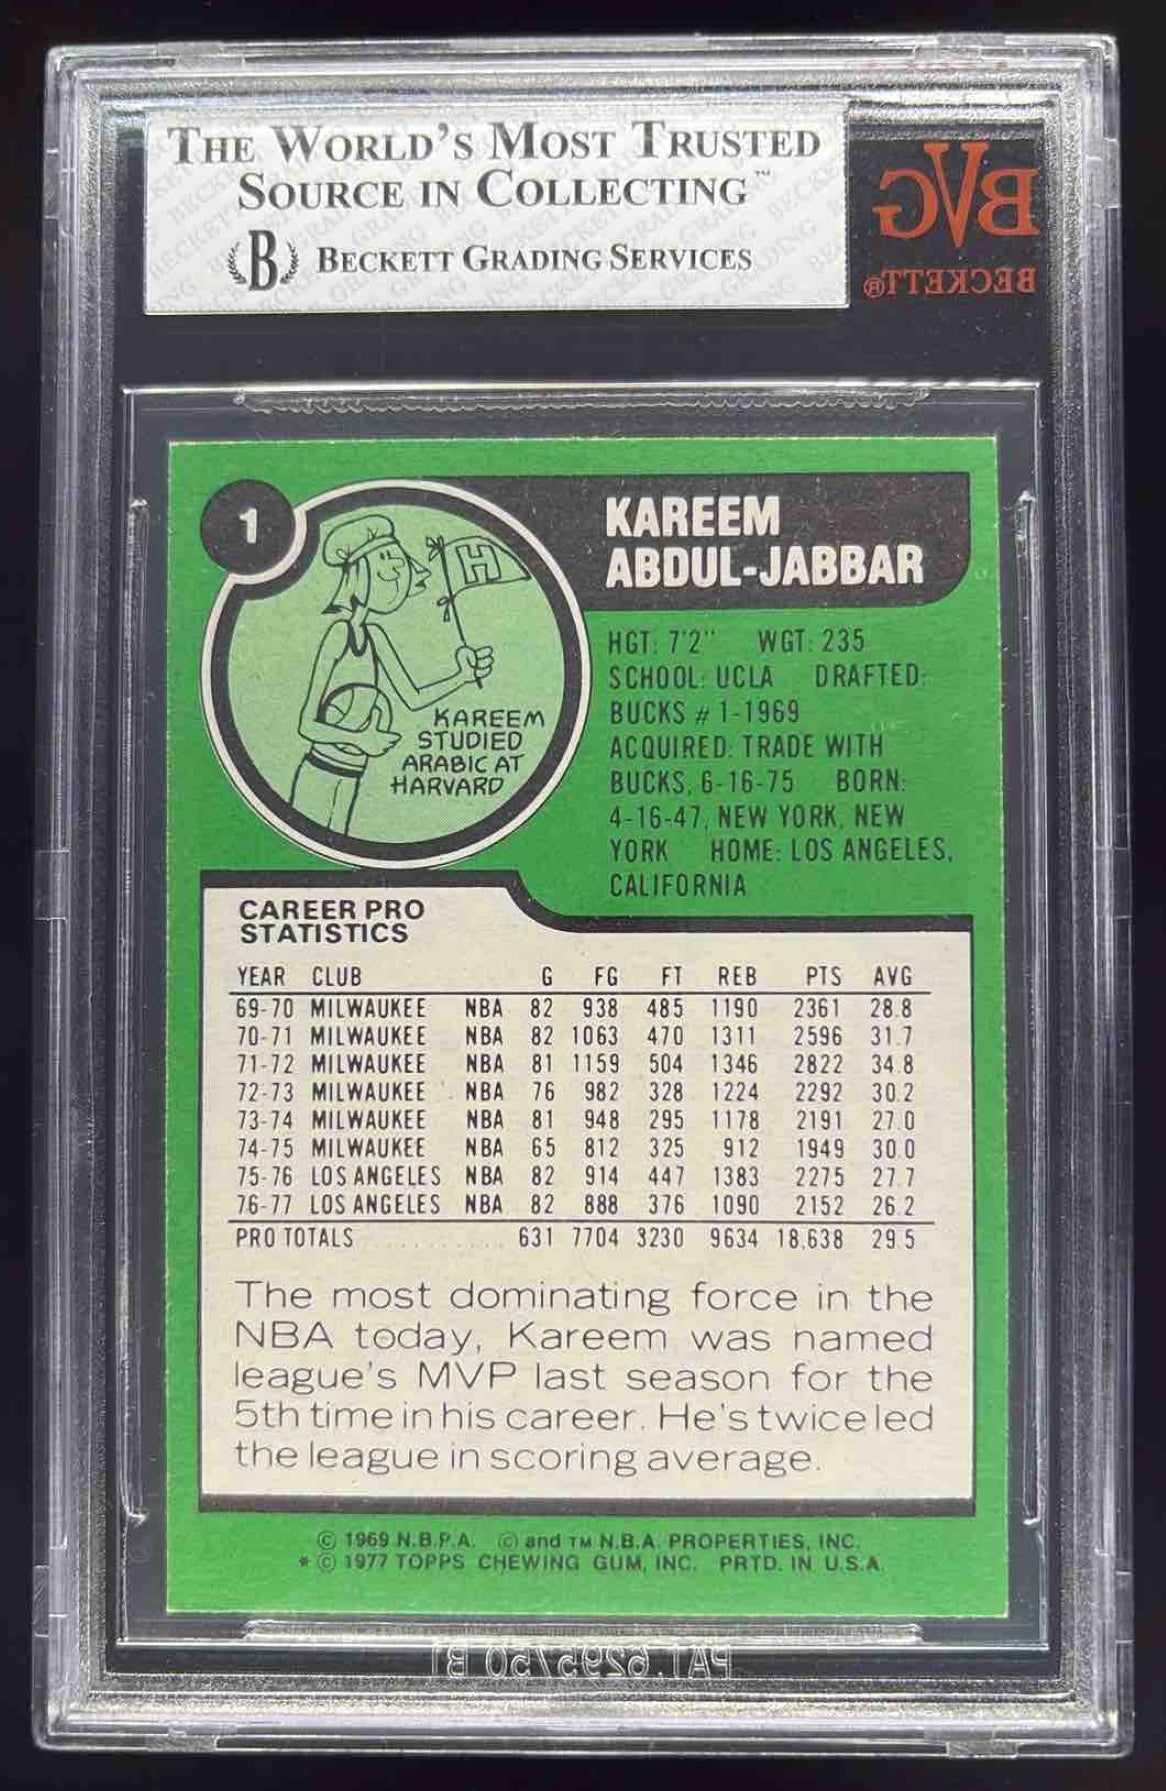 THE WORLD'S MOST TRUSTED
SOURCE IN COLLECTING™
B BECKETT GRADING SERVICES
BVG
BECKETT®
1
KAREEM
ABDUL-JABBAR
H
KAREEM
STUDIED
ARABIC AT
HARVARD
HGT: 7'2" WGT: 235
SCHOOL: UCLA DRAFTED:
BUCKS # 1-1969
ACQUIRED: TRADE WITH
BUCKS, 6-16-75 BORN:
4-16-47, NEW YORK, NEW
YORK HOME: LOS ANGELES,
CALIFORNIA
CAREER PRO
STATISTICS
YEAR CLUB G FG FT REB PTS AVG
69-70 MILWAUKEE NBA 82 938 485 1190 2361 28.8
70-71 MILWAUKEE NBA 82 1063 470 1311 2596 31.7
71-72 MILWAUKEE NBA 81 1159 504 1346 2822 34.8
72-73 MILWAUKEE NBA 76 982 328 1224 2292 30.2
73-74 MILWAUKEE NBA 81 948 295 1178 2191 27.0
74-75 MILWAUKEE NBA 65 812 325 912 1949 30.0
75-76 LOS ANGELES NBA 82 914 447 1383 2275 27.7
76-77 LOS ANGELES NBA 82 888 376 1090 2152 26.2
PRO TOTALS .......... 631 7704 3230 9634 18,638 29.5
The most dominating force in the
NBA today, Kareem was named
league's MVP last season for the
5th time in his career. He's twice led
the league in scoring average.
© 1969 N.B.P.A. © and TM N.B.A. PROPERTIES, INC.
* © 1977 TOPPS CHEWING GUM, INC. PRTD. IN U.S.A.
PAT. 6295750 B1